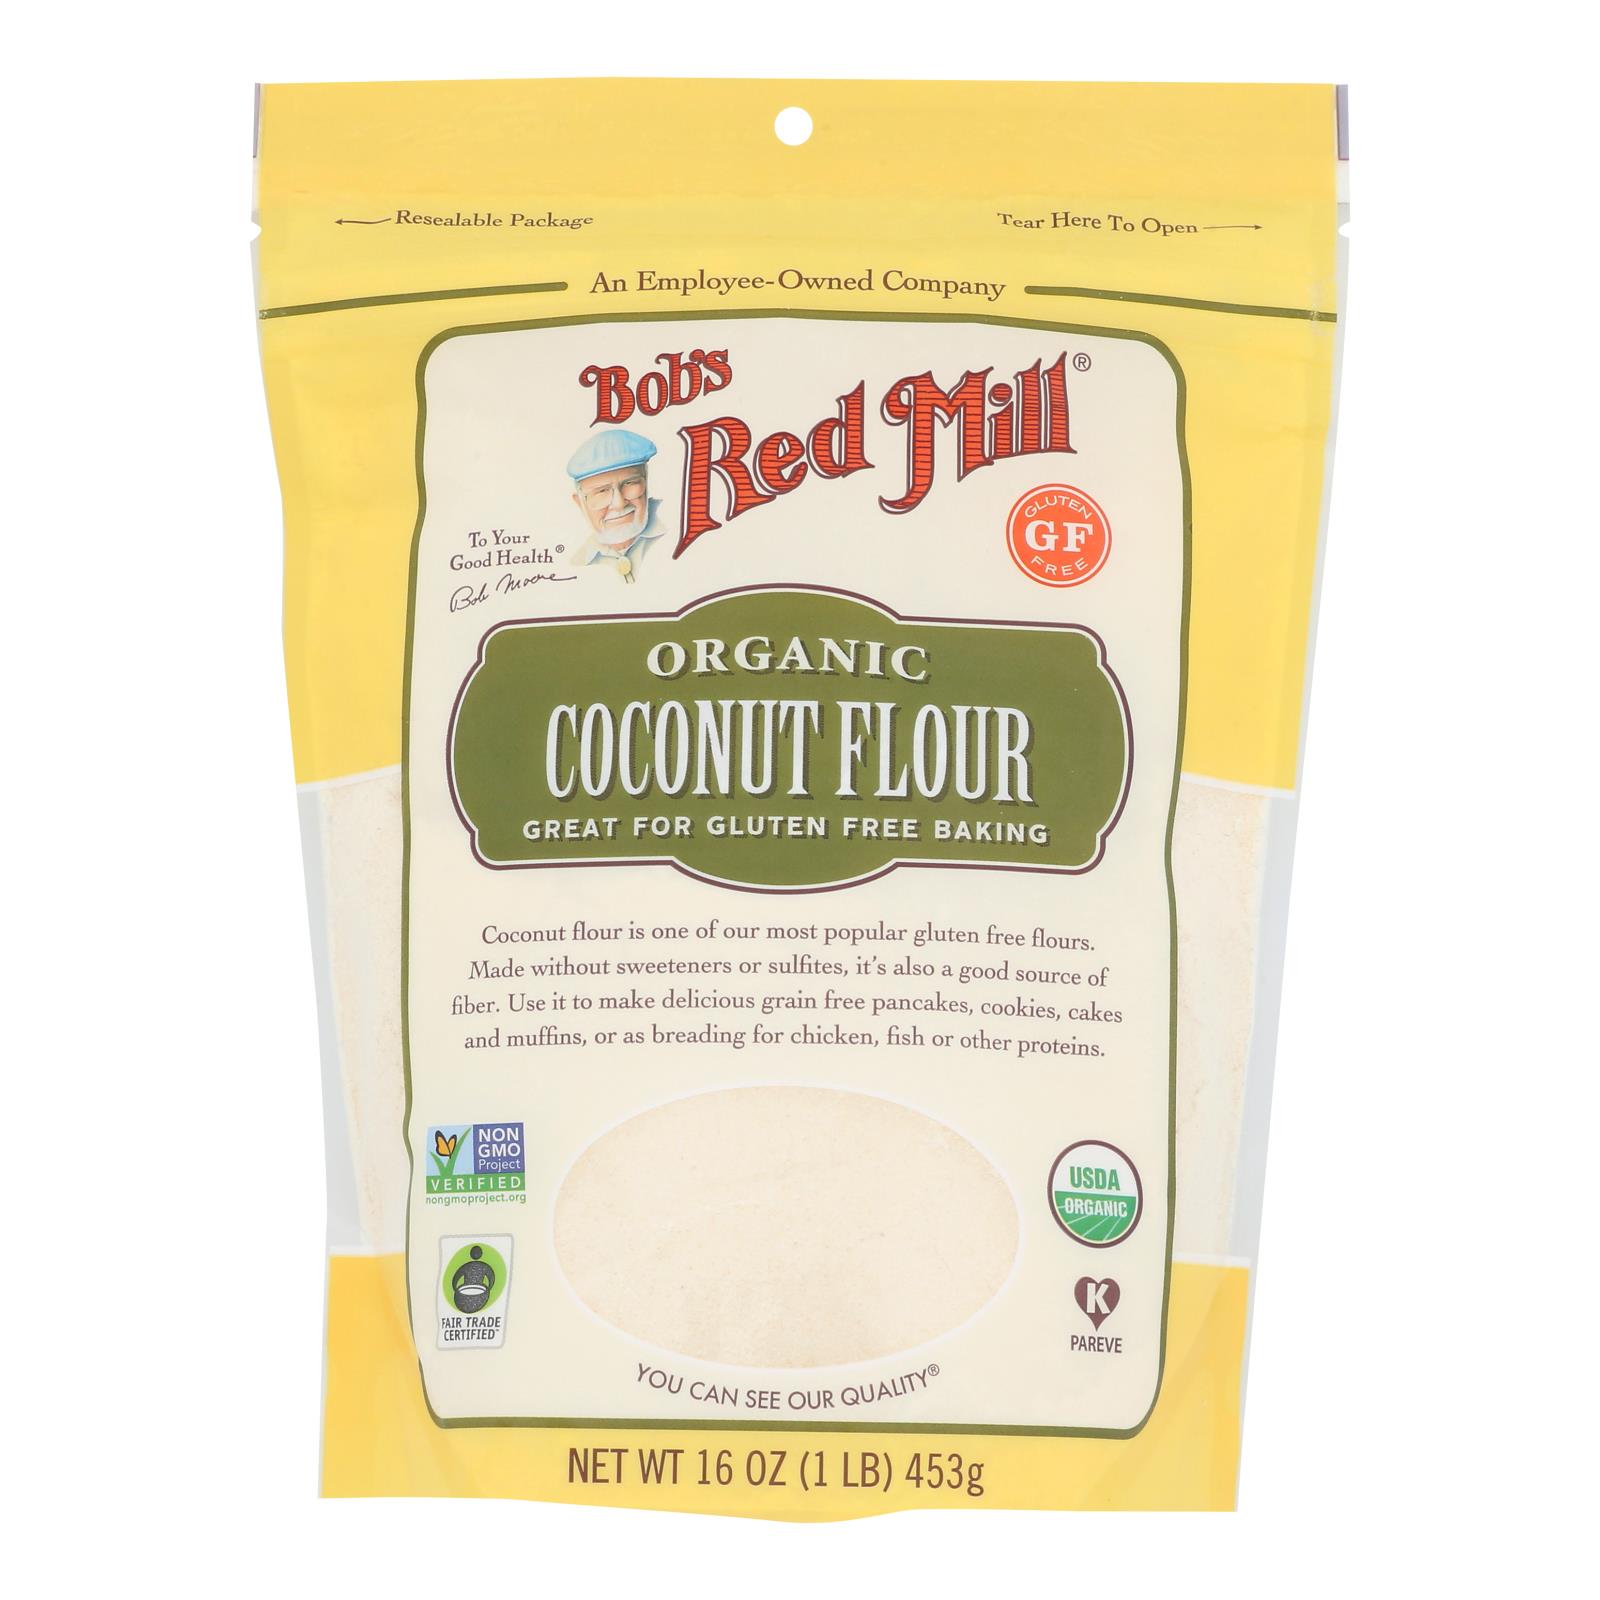 Resealable Package
Tear Here To Open
An Employee-Owned Company
Bob's
Red Mill®
To Your
Good Health®
Bob Moore
GLUTEN
GF
FREE
ORGANIC
COCONUT FLOUR
GREAT FOR GLUTEN FREE BAKING
Coconut flour is one of our most popular gluten free flours.
Made without sweeteners or sulfites, it's also a good source of
fiber. Use it to make delicious grain free pancakes, cookies, cakes
and muffins, or as breading for chicken, fish or other proteins.
NON
GMO
Project
VERIFIED
nongmoproject.org
USDA
ORGANIC
FAIR TRADE
CERTIFIED™
K
PAREVE
YOU CAN SEE OUR QUALITY®
NET WT 16 OZ (1 LB) 453g